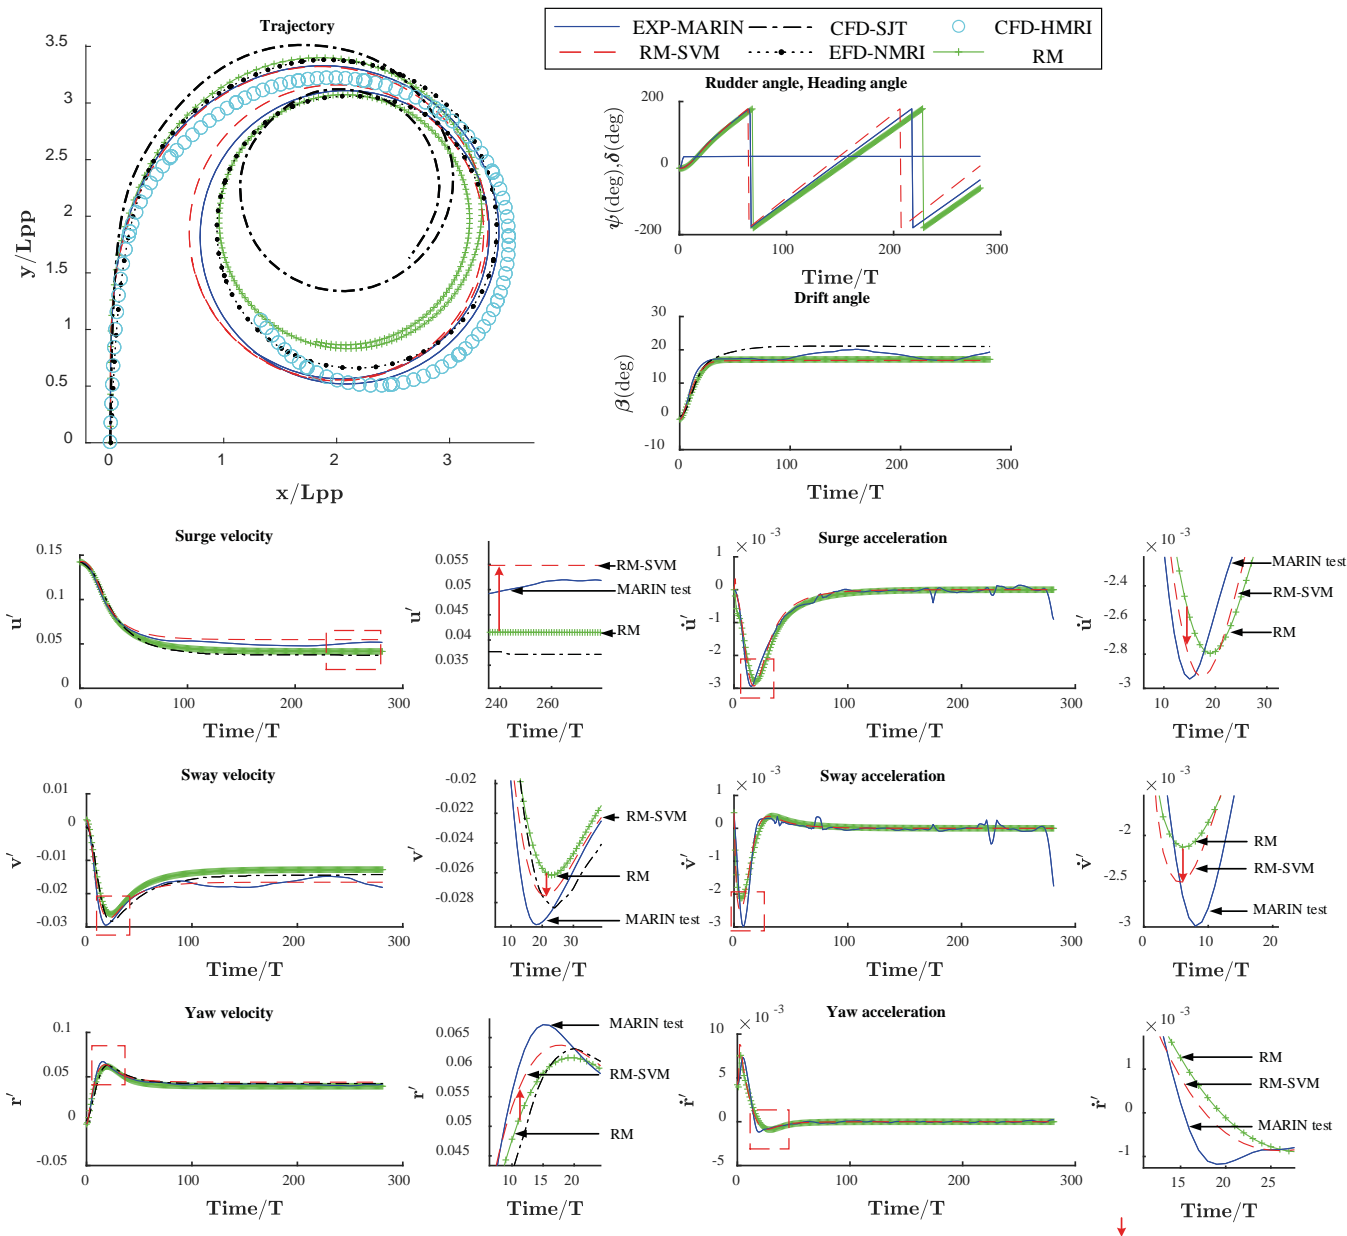 Trajectory
EXP-MARIN
CFD-SJT
CFD-HMRI
RM-SVM
EFD-NMRI
RM
3.5
3
2.5
2
1.5
1
0.5
0
y/Lpp
0
1
2
3
x/Lpp
Rudder angle, Heading angle
200
0
-200
ψ(deg),δ(deg)
0
100
200
300
Time/T
Drift angle
30
20
10
0
-10
β(deg)
0
100
200
300
Time/T
Surge velocity
0.15
0.1
0.05
0
u′
0
100
200
300
Time/T
0.055
0.05
0.045
0.04
0.035
u′
RM-SVM
MARIN test
RM
240
260
Time/T
× 10 -3
Surge acceleration
1
0
-1
-2
-3
u̇′
0
100
200
300
Time/T
× 10 -3
-2.4
-2.6
-2.8
-3
u̇′
MARIN test
RM-SVM
RM
10
20
30
Time/T
Sway velocity
0.01
0
-0.01
-0.02
-0.03
v′
0
100
200
300
Time/T
-0.02
-0.022
-0.024
-0.026
-0.028
v′
RM-SVM
RM
MARIN test
10
20
30
Time/T
× 10 -3
Sway acceleration
1
0
-1
-2
-3
v̇′
0
100
200
300
Time/T
× 10 -3
-2
-2.5
-3
v̇′
RM
RM-SVM
MARIN test
0
10
20
Time/T
Yaw velocity
0.1
0.05
0
-0.05
r′
0
100
200
300
Time/T
0.065
0.06
0.055
0.05
0.045
r′
MARIN test
RM-SVM
RM
10
15
20
Time/T
× 10 -3
Yaw acceleration
10
5
0
-5
ṙ′
0
100
200
300
Time/T
× 10 -3
1
0
-1
ṙ′
RM
RM-SVM
MARIN test
15
20
25
Time/T